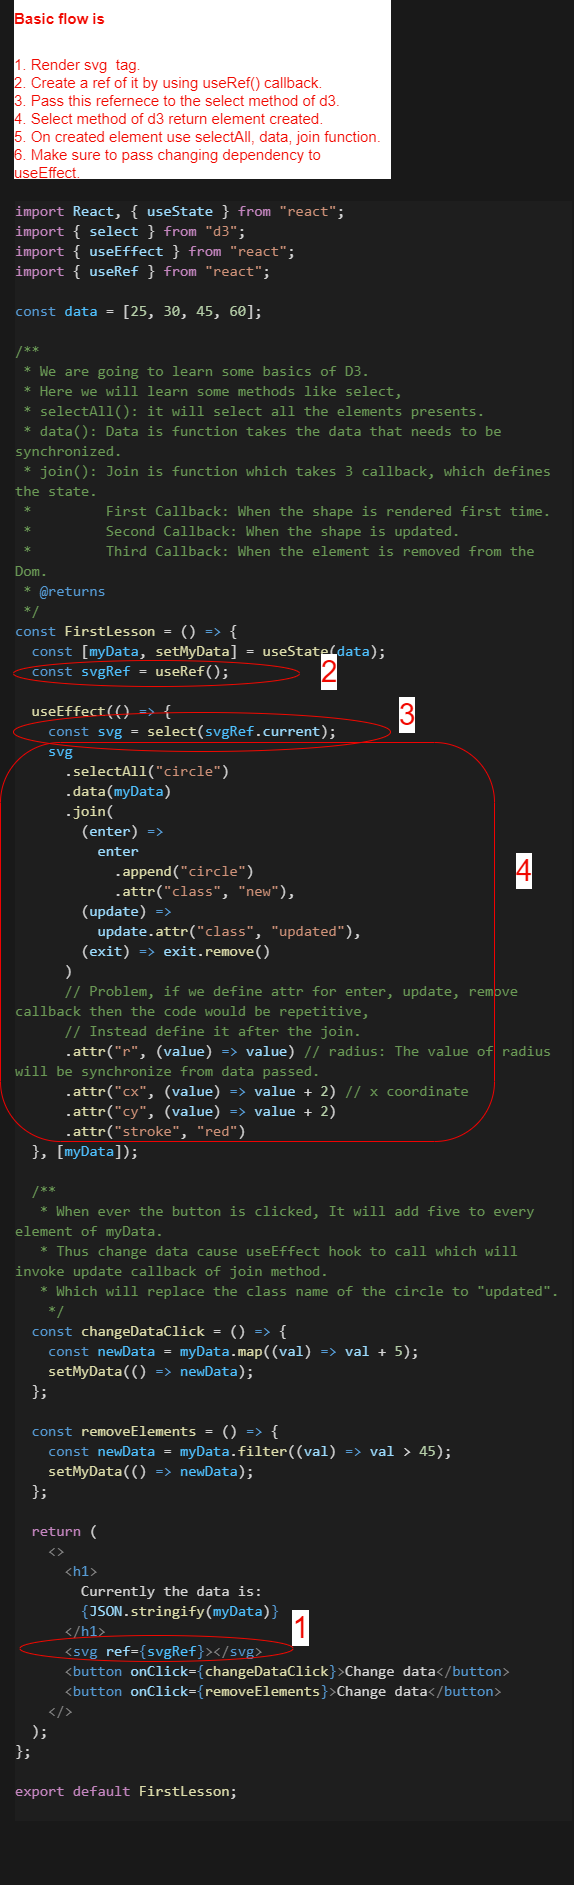 Basic flow is
1. Render svg  tag.
2. Create a ref of it by using useRef() callback.
3. Pass this refernece to the select method of d3.
4. Select method of d3 return element created.
5. On created element use selectAll, data, join function.
6. Make sure to pass changing dependency to
useEffect.
import React, { useState } from "react";
import { select } from "d3";
import { useEffect } from "react";
import { useRef } from "react";
const data = [25, 30, 45, 60];
/**
 * We are going to learn some basics of D3.
 * Here we will learn some methods like select,
 * selectAll(): it will select all the elements presents.
 * data(): Data is function takes the data that needs to be
synchronized.
 * join(): Join is function which takes 3 callback, which defines
the state.
 *         First Callback: When the shape is rendered first time.
 *         Second Callback: When the shape is updated.
 *         Third Callback: When the element is removed from the
Dom.
 * @returns
 */
const FirstLesson = () => {
  const [myData, setMyData] = useState(data);
  const svgRef = useRef();
2
  useEffect(() => {
3
    const svg = select(svgRef.current);
    svg
      .selectAll("circle")
      .data(myData)
      .join(
        (enter) =>
          enter
            .append("circle")
4
            .attr("class", "new"),
        (update) =>
          update.attr("class", "updated"),
        (exit) => exit.remove()
      )
      // Problem, if we define attr for enter, update, remove
callback then the code would be repetitive,
      // Instead define it after the join.
      .attr("r", (value) => value) // radius: The value of radius
will be synchronize from data passed.
      .attr("cx", (value) => value + 2) // x coordinate
      .attr("cy", (value) => value + 2)
      .attr("stroke", "red")
  }, [myData]);
  /**
   * When ever the button is clicked, It will add five to every
element of myData.
   * Thus change data cause useEffect hook to call which will
invoke update callback of join method.
   * Which will replace the class name of the circle to "updated".
    */
  const changeDataClick = () => {
    const newData = myData.map((val) => val + 5);
    setMyData(() => newData);
  };
  const removeElements = () => {
    const newData = myData.filter((val) => val > 45);
    setMyData(() => newData);
  };
  return (
    <>
      <h1>
        Currently the data is:
        {JSON.stringify(myData)}
      </h1>
1
      <svg ref={svgRef}></svg>
      <button onClick={changeDataClick}>Change data</button>
      <button onClick={removeElements}>Change data</button>
    </>
  );
};
export default FirstLesson;